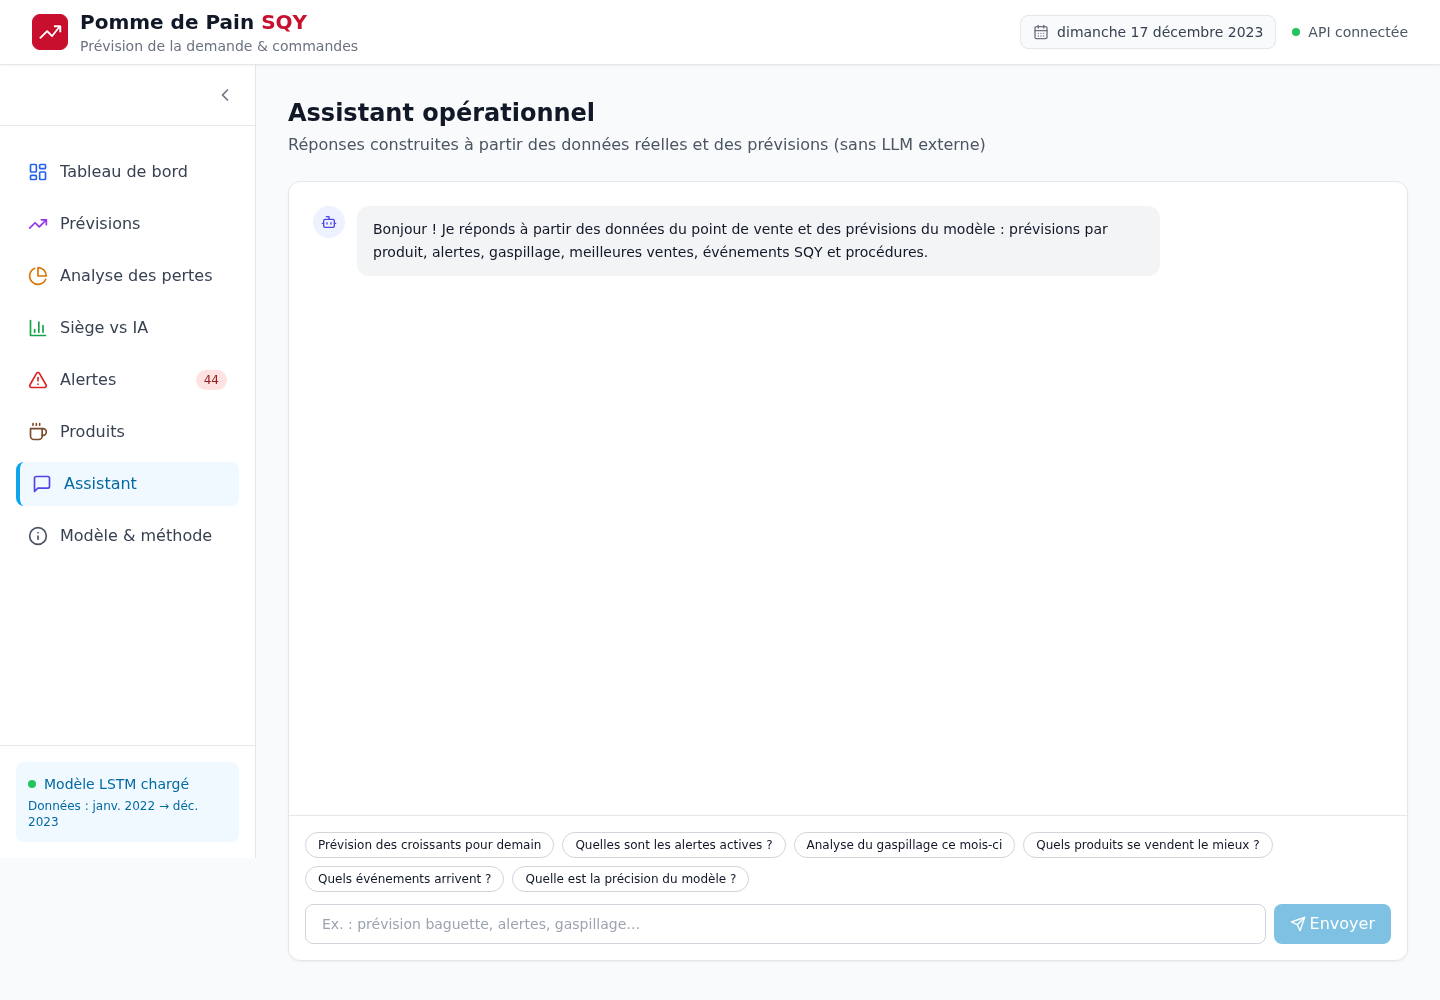 Pomme de Pain SQY
Prévision de la demande & commandes
dimanche 17 décembre 2023
API connectée
Tableau de bord
Prévisions
Analyse des pertes
Siège vs IA
Alertes
44
Produits
Assistant
Modèle & méthode
Modèle LSTM chargé
Données : janv. 2022 → déc.
2023
Assistant opérationnel
Réponses construites à partir des données réelles et des prévisions (sans LLM externe)
Bonjour ! Je réponds à partir des données du point de vente et des prévisions du modèle : prévisions par
produit, alertes, gaspillage, meilleures ventes, événements SQY et procédures.
Prévision des croissants pour demain
Quelles sont les alertes actives ?
Analyse du gaspillage ce mois-ci
Quels produits se vendent le mieux ?
Quels événements arrivent ?
Quelle est la précision du modèle ?
Ex. : prévision baguette, alertes, gaspillage...
Envoyer